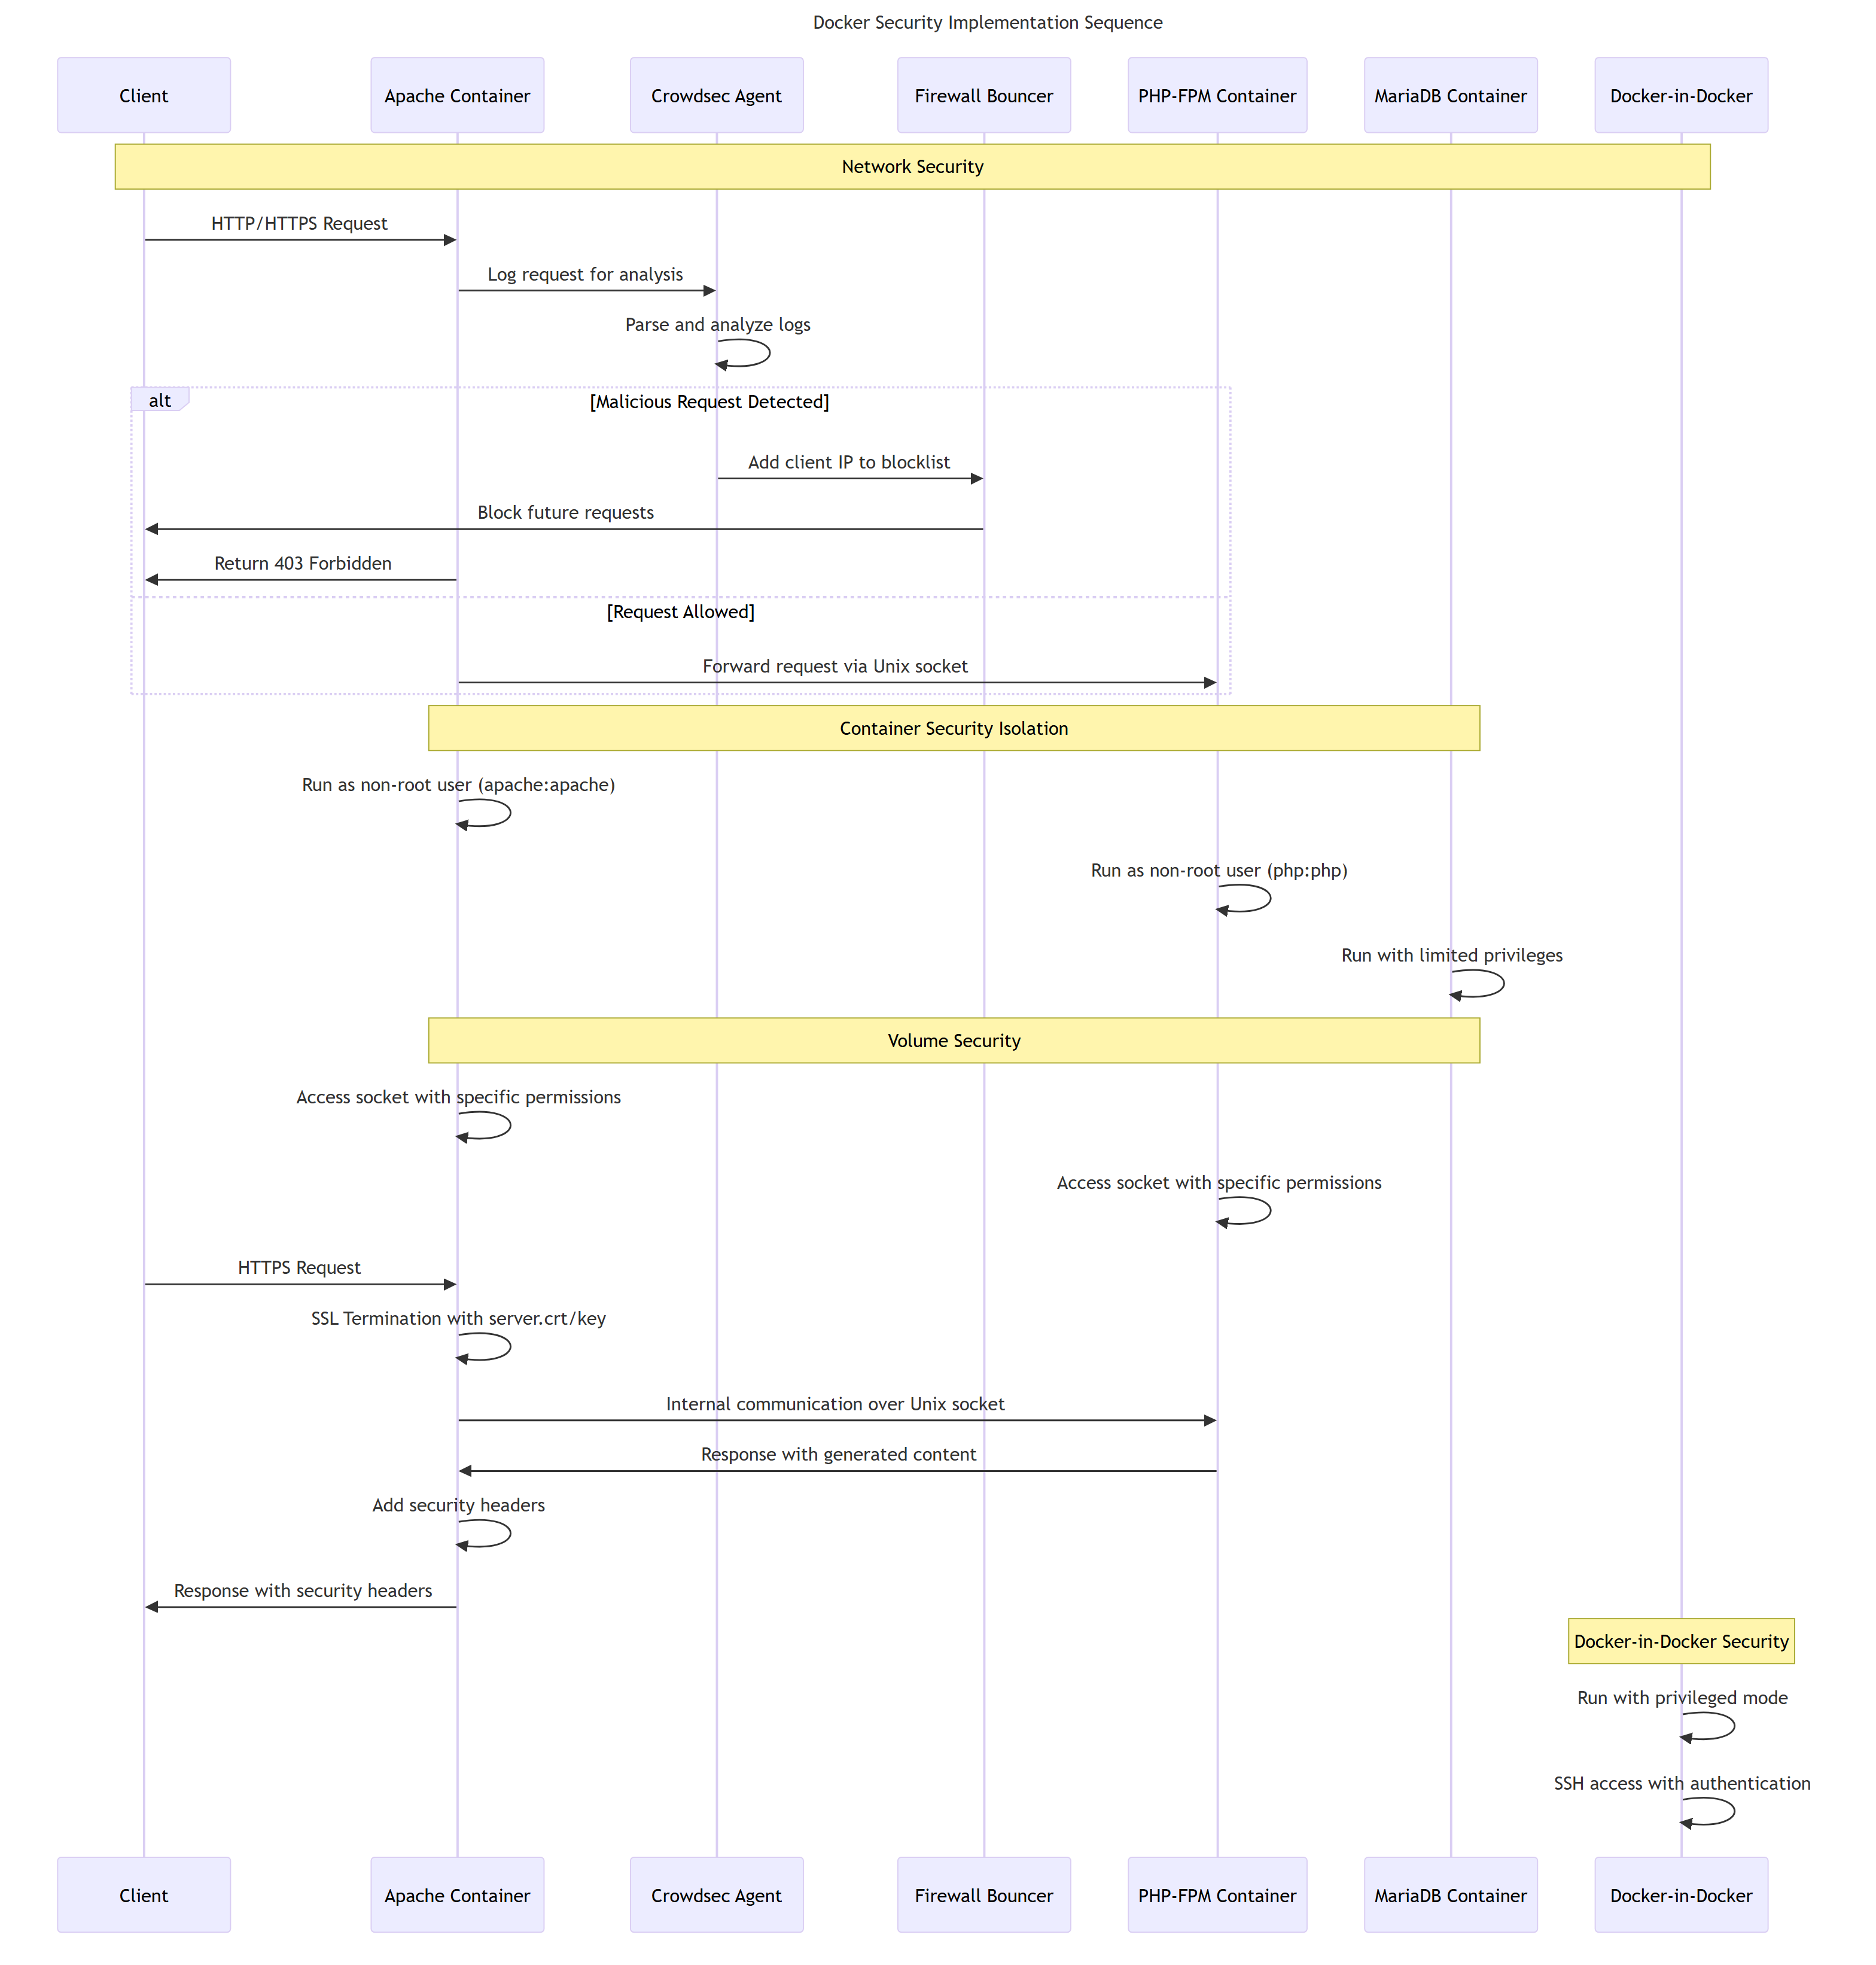 Docker Security Implementation Sequence
Client
Apache Container
Crowdsec Agent
Firewall Bouncer
PHP-FPM Container
MariaDB Container
Docker-in-Docker
Network Security
HTTP/HTTPS Request
Log request for analysis
Parse and analyze logs
alt
[Malicious Request Detected]
Add client IP to blocklist
Block future requests
Return 403 Forbidden
[Request Allowed]
Forward request via Unix socket
Container Security Isolation
Run as non-root user (apache:apache)
Run as non-root user (php:php)
Run with limited privileges
Volume Security
Access socket with specific permissions
Access socket with specific permissions
HTTPS Request
SSL Termination with server.crt/key
Internal communication over Unix socket
Response with generated content
Add security headers
Response with security headers
Docker-in-Docker Security
Run with privileged mode
SSH access with authentication
Client
Apache Container
Crowdsec Agent
Firewall Bouncer
PHP-FPM Container
MariaDB Container
Docker-in-Docker